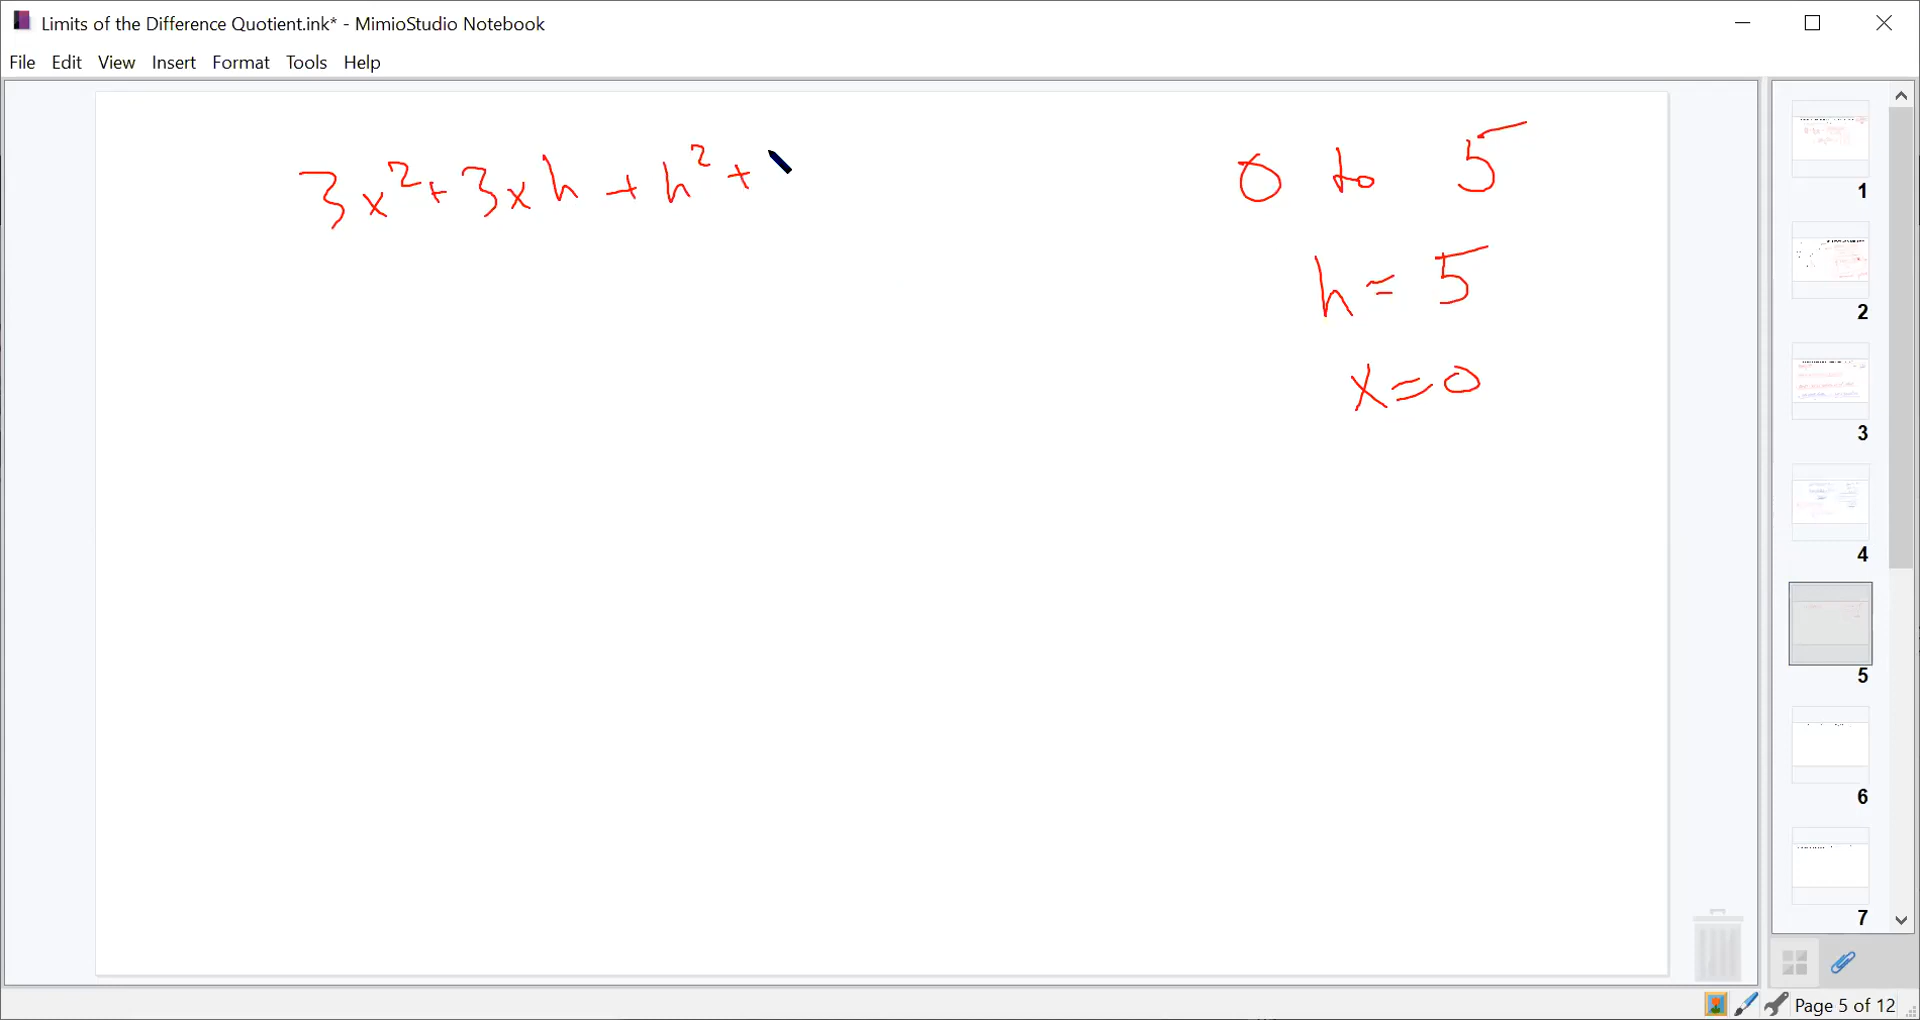 Limits of the Difference Quotient.ink* - MimioStudio Notebook
File Edit View Insert Format Tools Help
3x²+3xh+h²+
0 to 5
h = 5
x = 0
1
2
3
4
5
6
7
Page 5 of 12